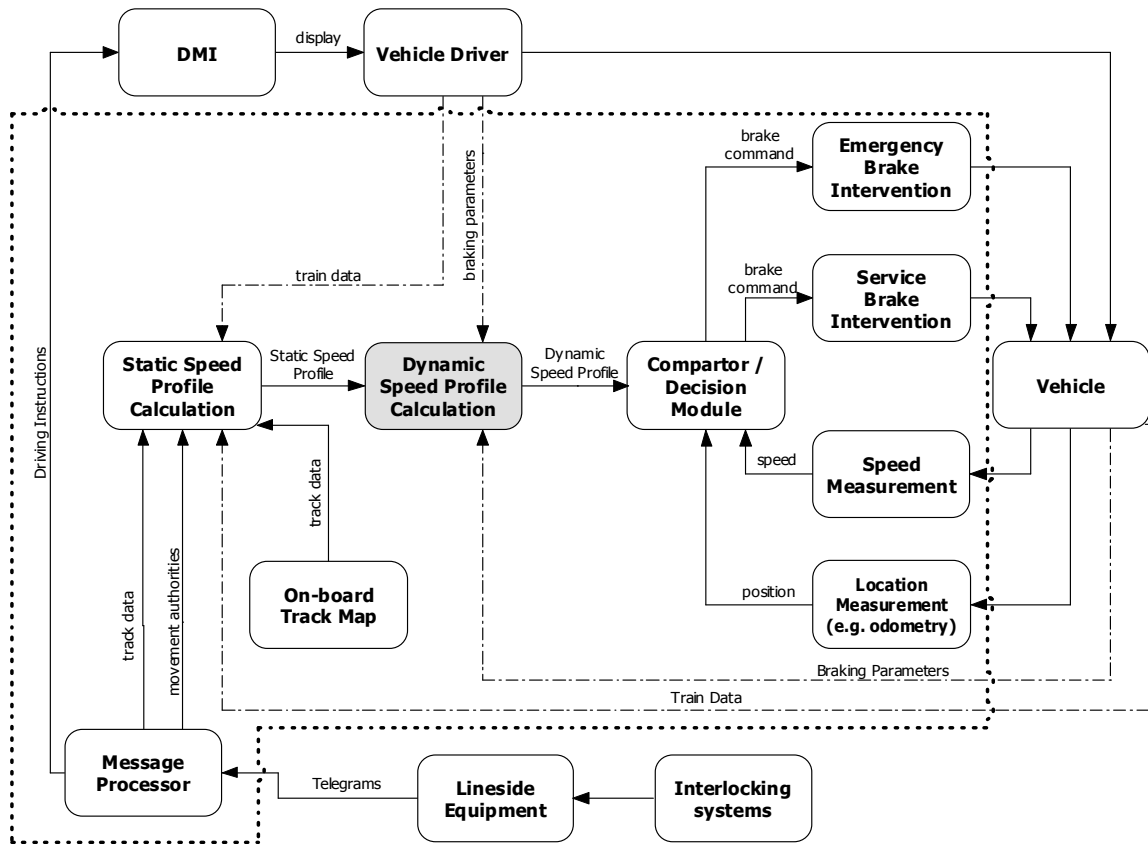 DMI
display
Vehicle Driver
brake
command
Emergency
Brake
Intervention
braking parameters
train data
brake
command
Service
Brake
Intervention
Driving Instructions
Static Speed
Profile
Calculation
Static Speed
Profile
Dynamic
Speed Profile
Calculation
Dynamic
Speed Profile
Compartor /
Decision
Module
Vehicle
speed
Speed
Measurement
track data
On-board
Track Map
position
Location
Measurement
(e.g. odometry)
track data
movement authorities
Braking Parameters
Train Data
Message
Processor
Telegrams
Lineside
Equipment
Interlocking
systems